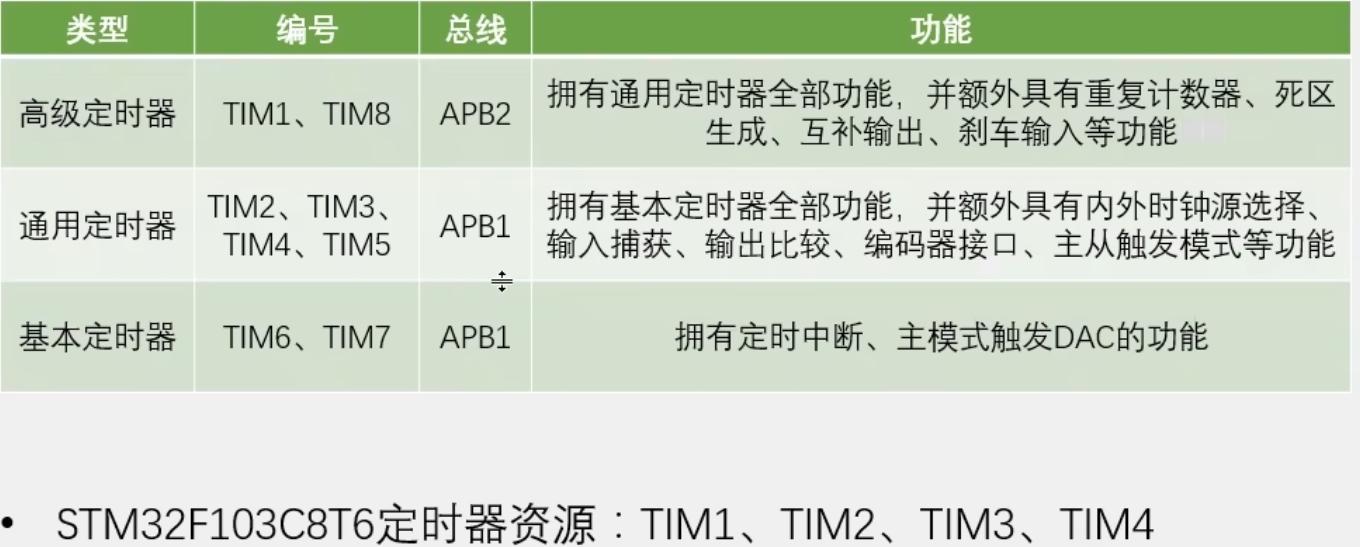 类型 编号 总线 功能
高级定时器 TIM1、TIM8 APB2 拥有通用定时器全部功能，并额外具有重复计数器、死区
生成、互补输出、刹车输入等功能
通用定时器 TIM2、TIM3、
TIM4、TIM5 APB1 拥有基本定时器全部功能，并额外具有内外时钟源选择、
输入捕获、输出比较、编码器接口、主从触发模式等功能
基本定时器 TIM6、TIM7 APB1 拥有定时中断、主模式触发DAC的功能
• STM32F103C8T6定时器资源：TIM1、TIM2、TIM3、TIM4